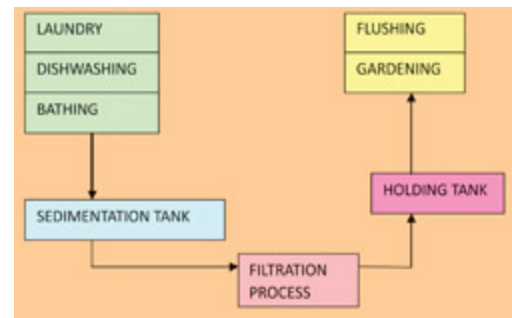 LAUNDRY
DISHWASHING
BATHING
FLUSHING
GARDENING
HOLDING TANK
SEDIMENTATION TANK
FILTRATION
PROCESS